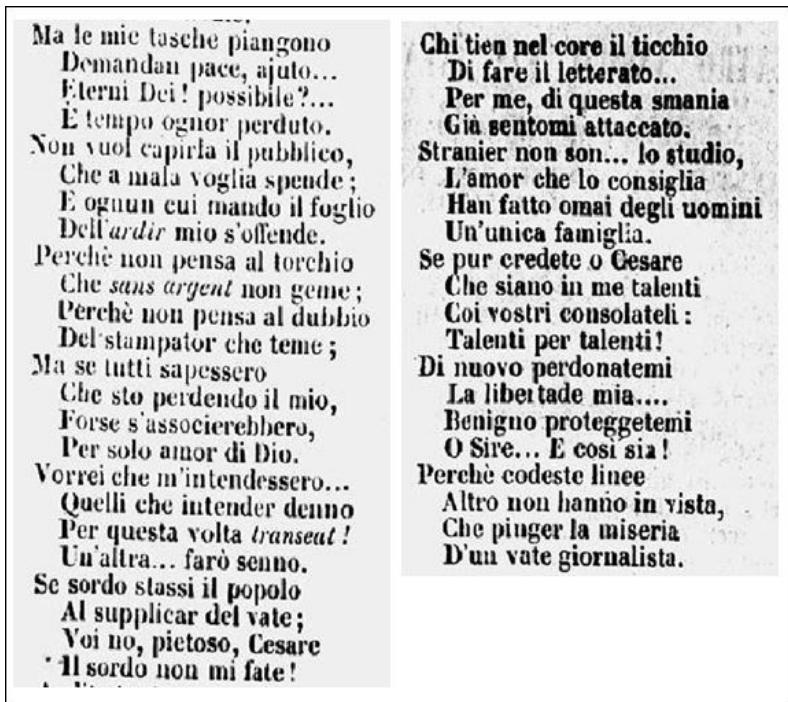 Ma le mie tasche piangono
Demandan pace, ajuto...
Eterni Dei! possibile?...
È tempo ognor perduto.
Non vuol capirla il pubblico,
Che a mala voglia spende;
E ognun cui mando il foglio
Dell'ardir mio s'offende.
Perchè non pensa al torchio
Che sans argent non geme;
Perchè non pensa al dubbio
Del stampator che teme;
Ma se tutti sapessero
Che sto perdendo il mio,
Forse s'associerebbero,
Per solo amor di Dio.
Vorrei che m'intendessero...
Quelli che intender denno
Per questa volta transeat!
Un'altra... farò senno.
Se sordo stassi il popolo
Al supplicar del vate;
Voi no, pietoso, Cesare
Il sordo non mi fate!
Chi tien nel core il ticchio
Di fare il letterato...
Per me, di questa smania
Già sentomi attaccato.
Stranier non son... lo studio,
L'amor che lo consiglia
Han fatto omai degli uomini
Un'unica famiglia.
Se pur credete o Cesare
Che siano in me talenti
Coi vostri consolateli:
Talenti per talenti!
Di nuovo perdonatemi
La libertade mia....
Benigno proteggetemi
O Sire... E così sia!
Perchè codeste linee
Altro non hanno in vista,
Che pinger la miseria
D'un vate giornalista.